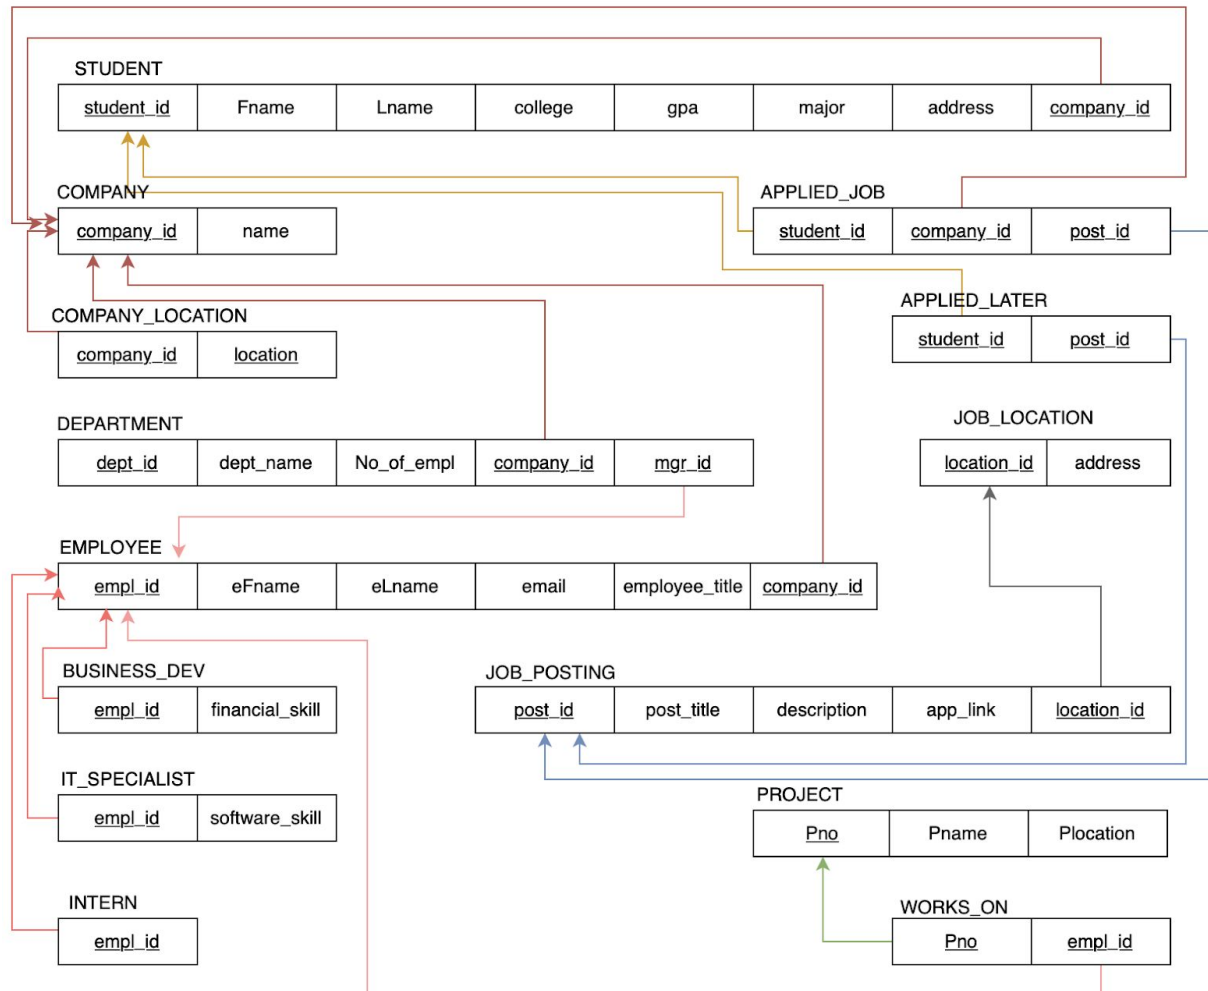 STUDENT
student_id Fname Lname college gpa major address company_id
COMPANY
company_id name
APPLIED_JOB
student_id company_id post_id
COMPANY_LOCATION
company_id location
APPLIED_LATER
student_id post_id
DEPARTMENT
dept_id dept_name No_of_empl company_id mgr_id
JOB_LOCATION
location_id address
EMPLOYEE
empl_id eFname eLname email employee_title company_id
BUSINESS_DEV
empl_id financial_skill
JOB_POSTING
post_id post_title description app_link location_id
IT_SPECIALIST
empl_id software_skill
PROJECT
Pno Pname Plocation
INTERN
empl_id
WORKS_ON
Pno empl_id